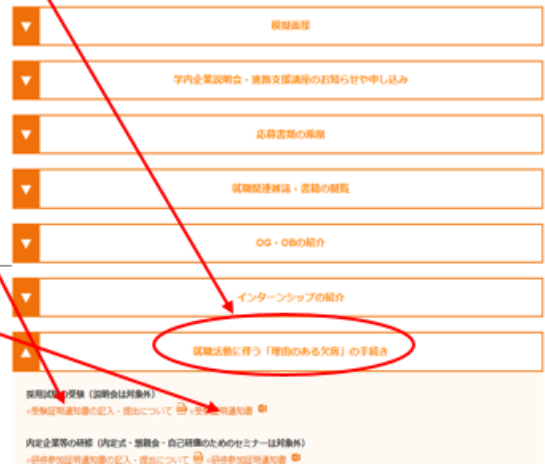 模擬面接
学内企業説明会・進路支援講座のお知らせや申し込み
応募書類の添削
就職関連雑誌・書籍の閲覧
OG・OBの紹介
インターンシップの紹介
就職活動に伴う「理由のある欠席」の手続き
採用試験の受験（説明会は対象外）
»受験証明通知書の記入・提出について »受験証明通知書
内定企業等の研修（内定式・懇親会・自己研鑽のためのセミナーは対象外）
»研修参加証明通知書の記入・提出について »研修参加証明通知書